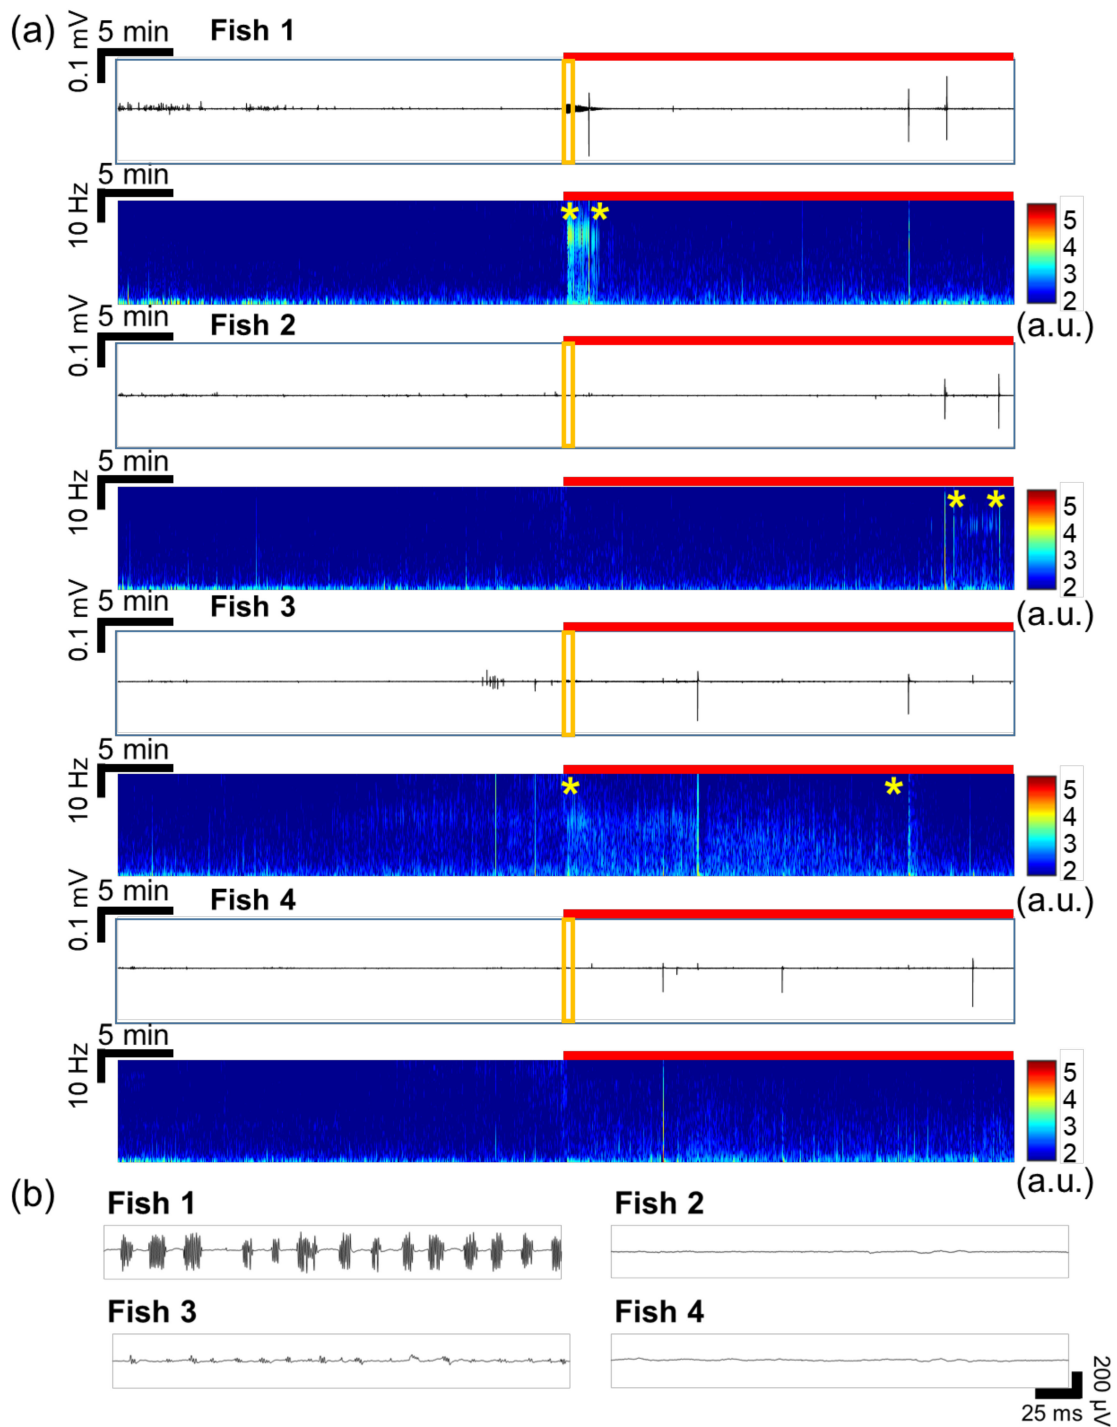 (a) 5 min Fish 1
0.1 mV
5 min
10 Hz
* *
5
4
3
2
(a.u.)
5 min Fish 2
0.1 mV
5 min
10 Hz
* *
5
4
3
2
(a.u.)
5 min Fish 3
0.1 mV
5 min
10 Hz
* *
5
4
3
2
(a.u.)
5 min Fish 4
0.1 mV
5 min
10 Hz
5
4
3
2
(a.u.)
(b)
Fish 1 Fish 2
Fish 3 Fish 4
200 μV
25 ms